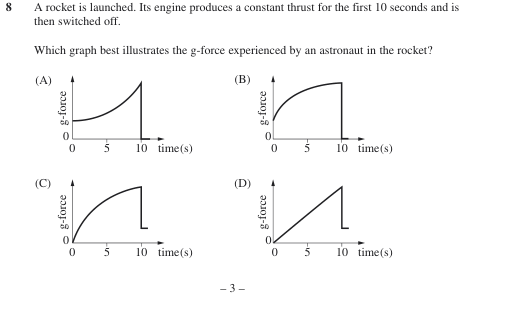 8 A rocket is launched. Its engine produces a constant thrust for the first 10 seconds and is
then switched off.
Which graph best illustrates the g-force experienced by an astronaut in the rocket?
(A) (B)
g-force g-force
0 0
0 5 10 time(s) 0 5 10 time(s)
(C) (D)
g-force g-force
0 0
0 5 10 time(s) 0 5 10 time(s)
– 3 –